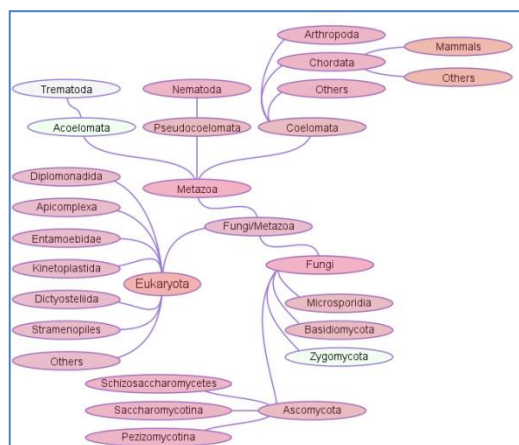 Arthropoda
Mammals
Chordata
Others
Trematoda
Nematoda
Others
Acoelomata
Pseudocoelomata
Coelomata
Diplomonadida
Metazoa
Apicomplexa
Fungi/Metazoa
Entamoebidae
Kinetoplastida
Fungi
Eukaryota
Dictyosteliida
Microsporidia
Stramenopiles
Basidiomycota
Others
Zygomycota
Schizosaccharomycetes
Saccharomycotina
Ascomycota
Pezizomycotina